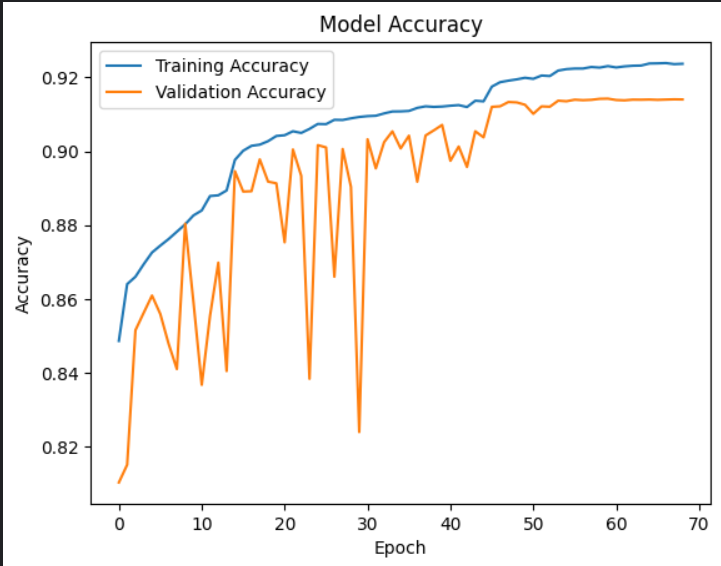 Model Accuracy
Training Accuracy
Validation Accuracy
0.92
0.90
0.88
0.86
0.84
0.82
Accuracy
0 10 20 30 40 50 60 70
Epoch